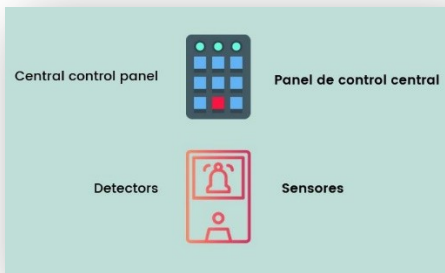 Central control panel
Panel de control central
Detectors
Sensores